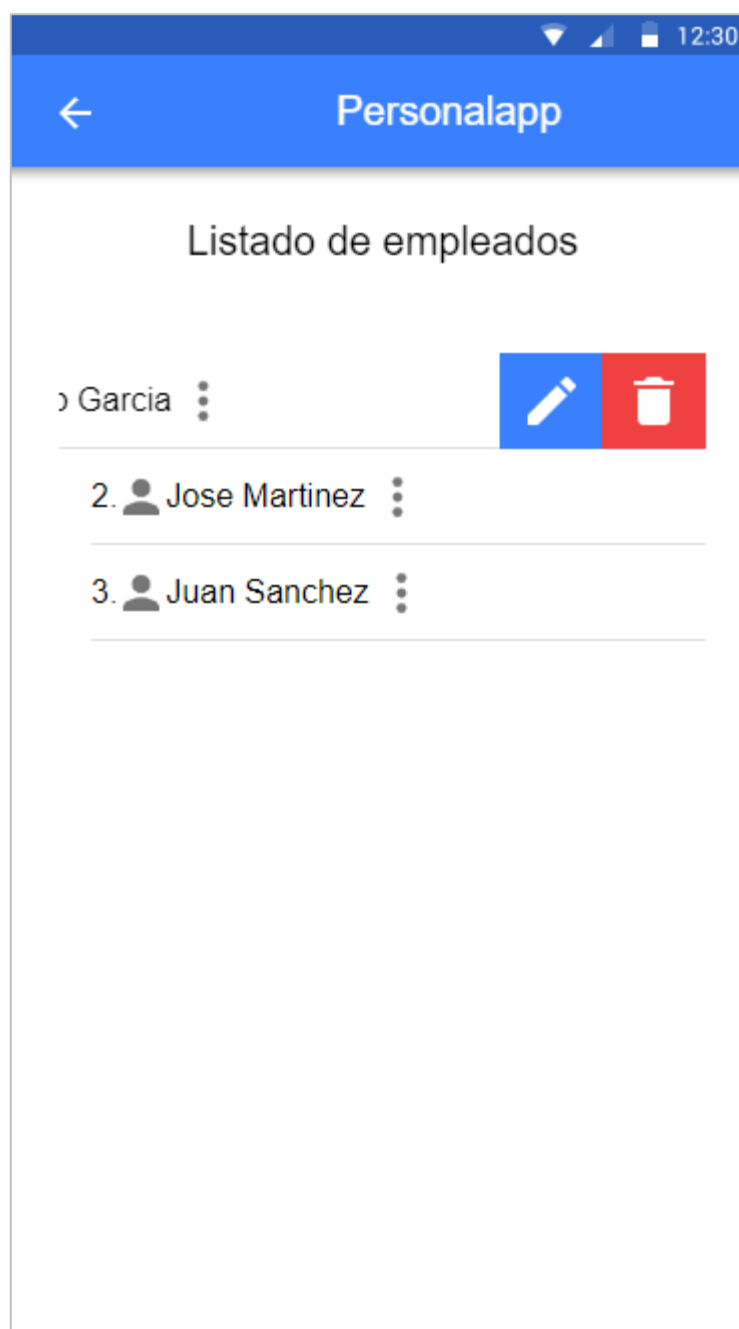 12:30
Personalapp
Listado de empleados
o Garcia
2. Jose Martinez
3. Juan Sanchez